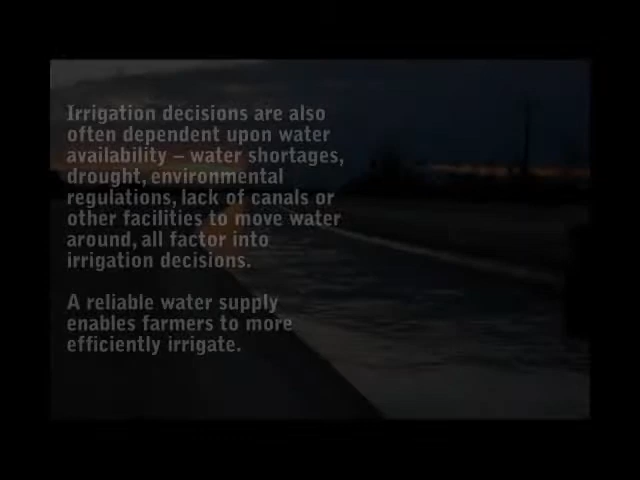 Irrigation decisions are also
often dependent upon water
availability – water shortages,
drought, environmental
regulations, lack of canals or
other facilities to move water
around, all factor into
irrigation decisions.
A reliable water supply
enables farmers to more
efficiently irrigate.